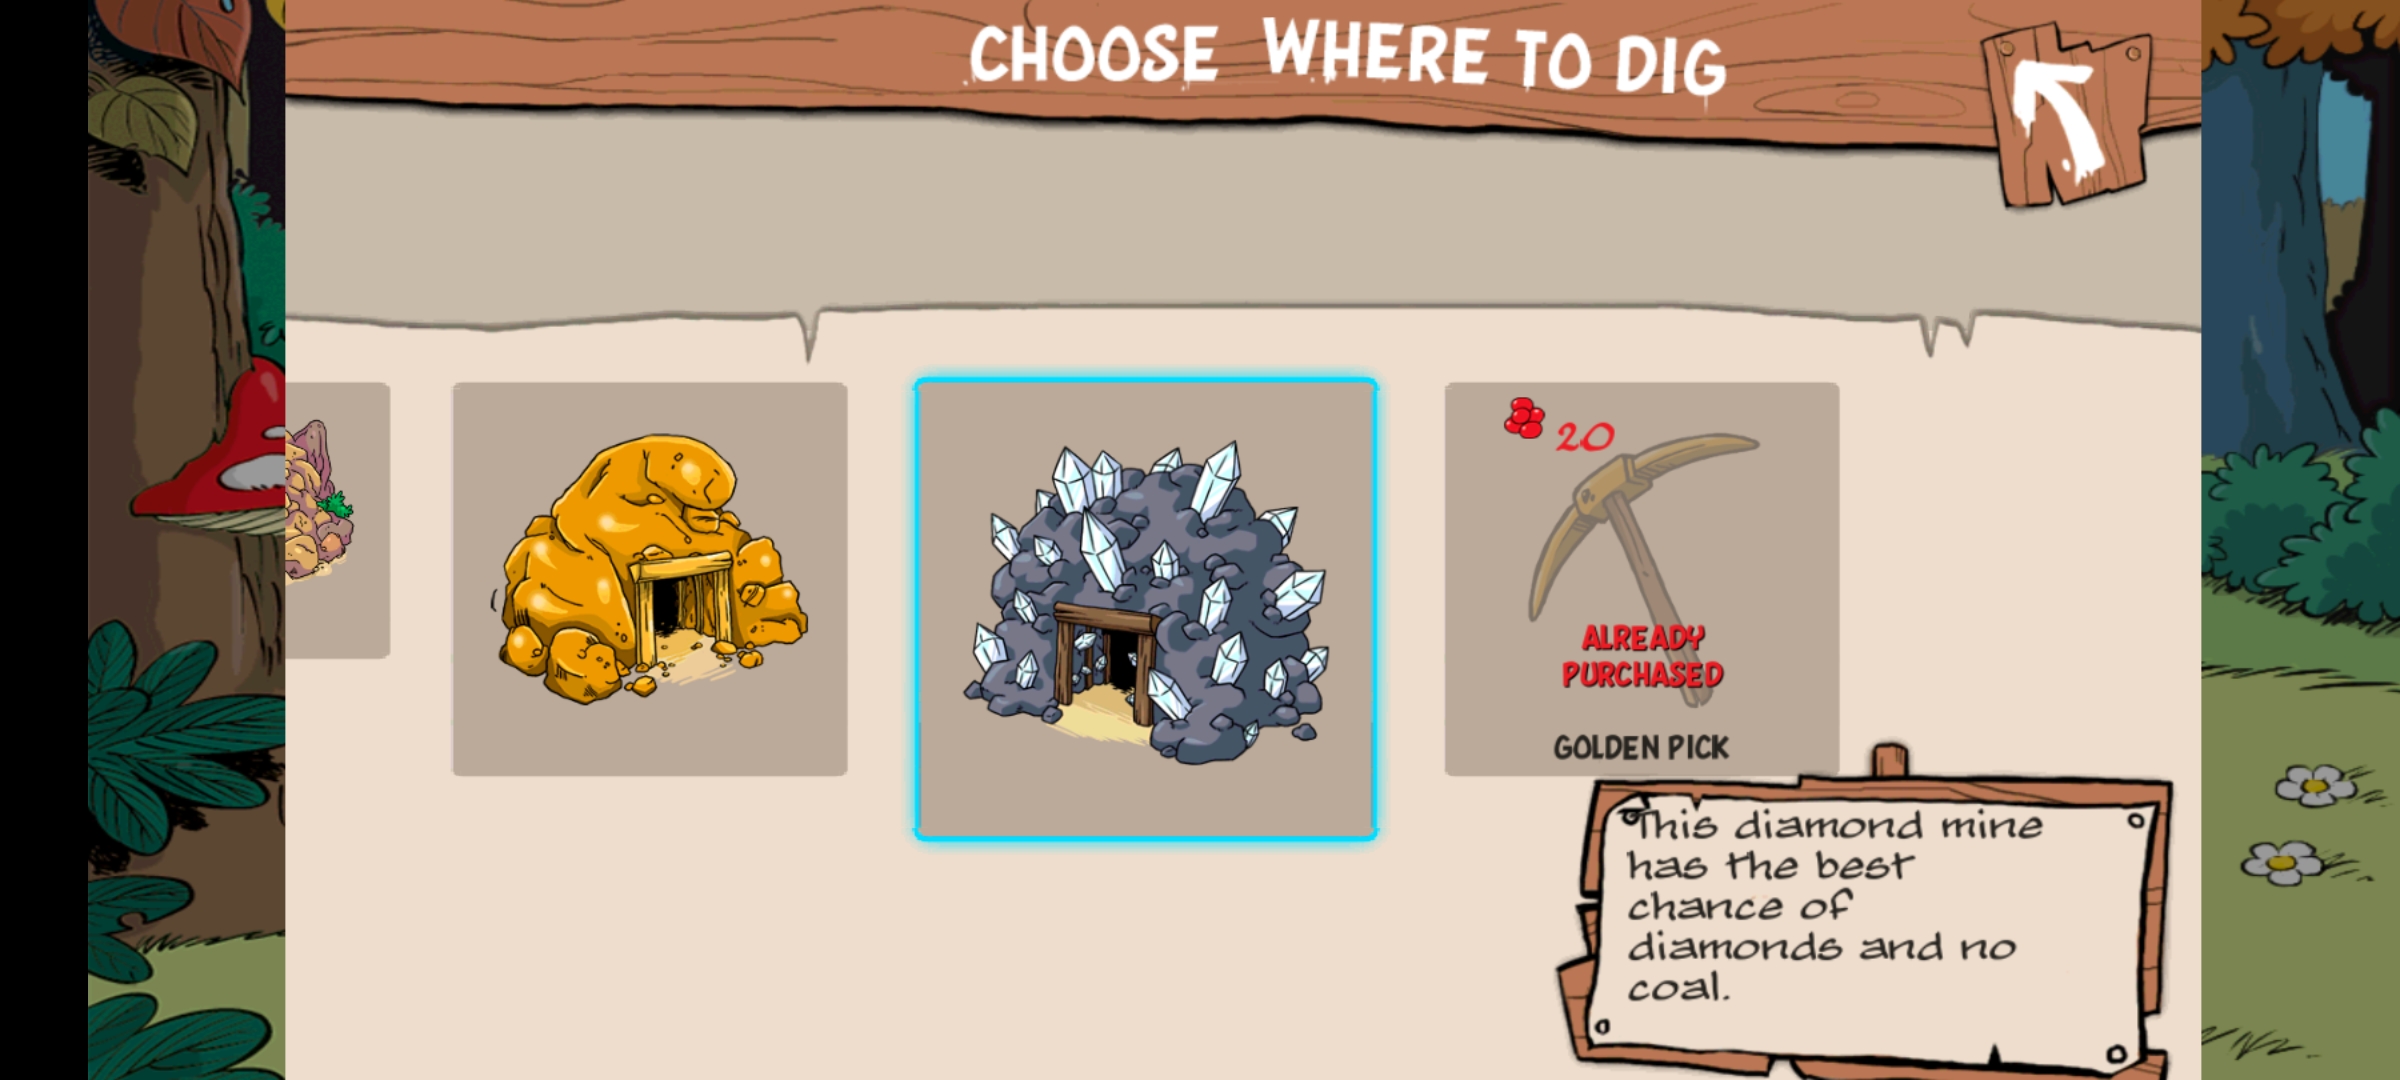 CHOOSE WHERE TO DIG
20
ALREADY
PURCHASED
GOLDEN PICK
This diamond mine
has the best
chance of
diamonds and no
coal.